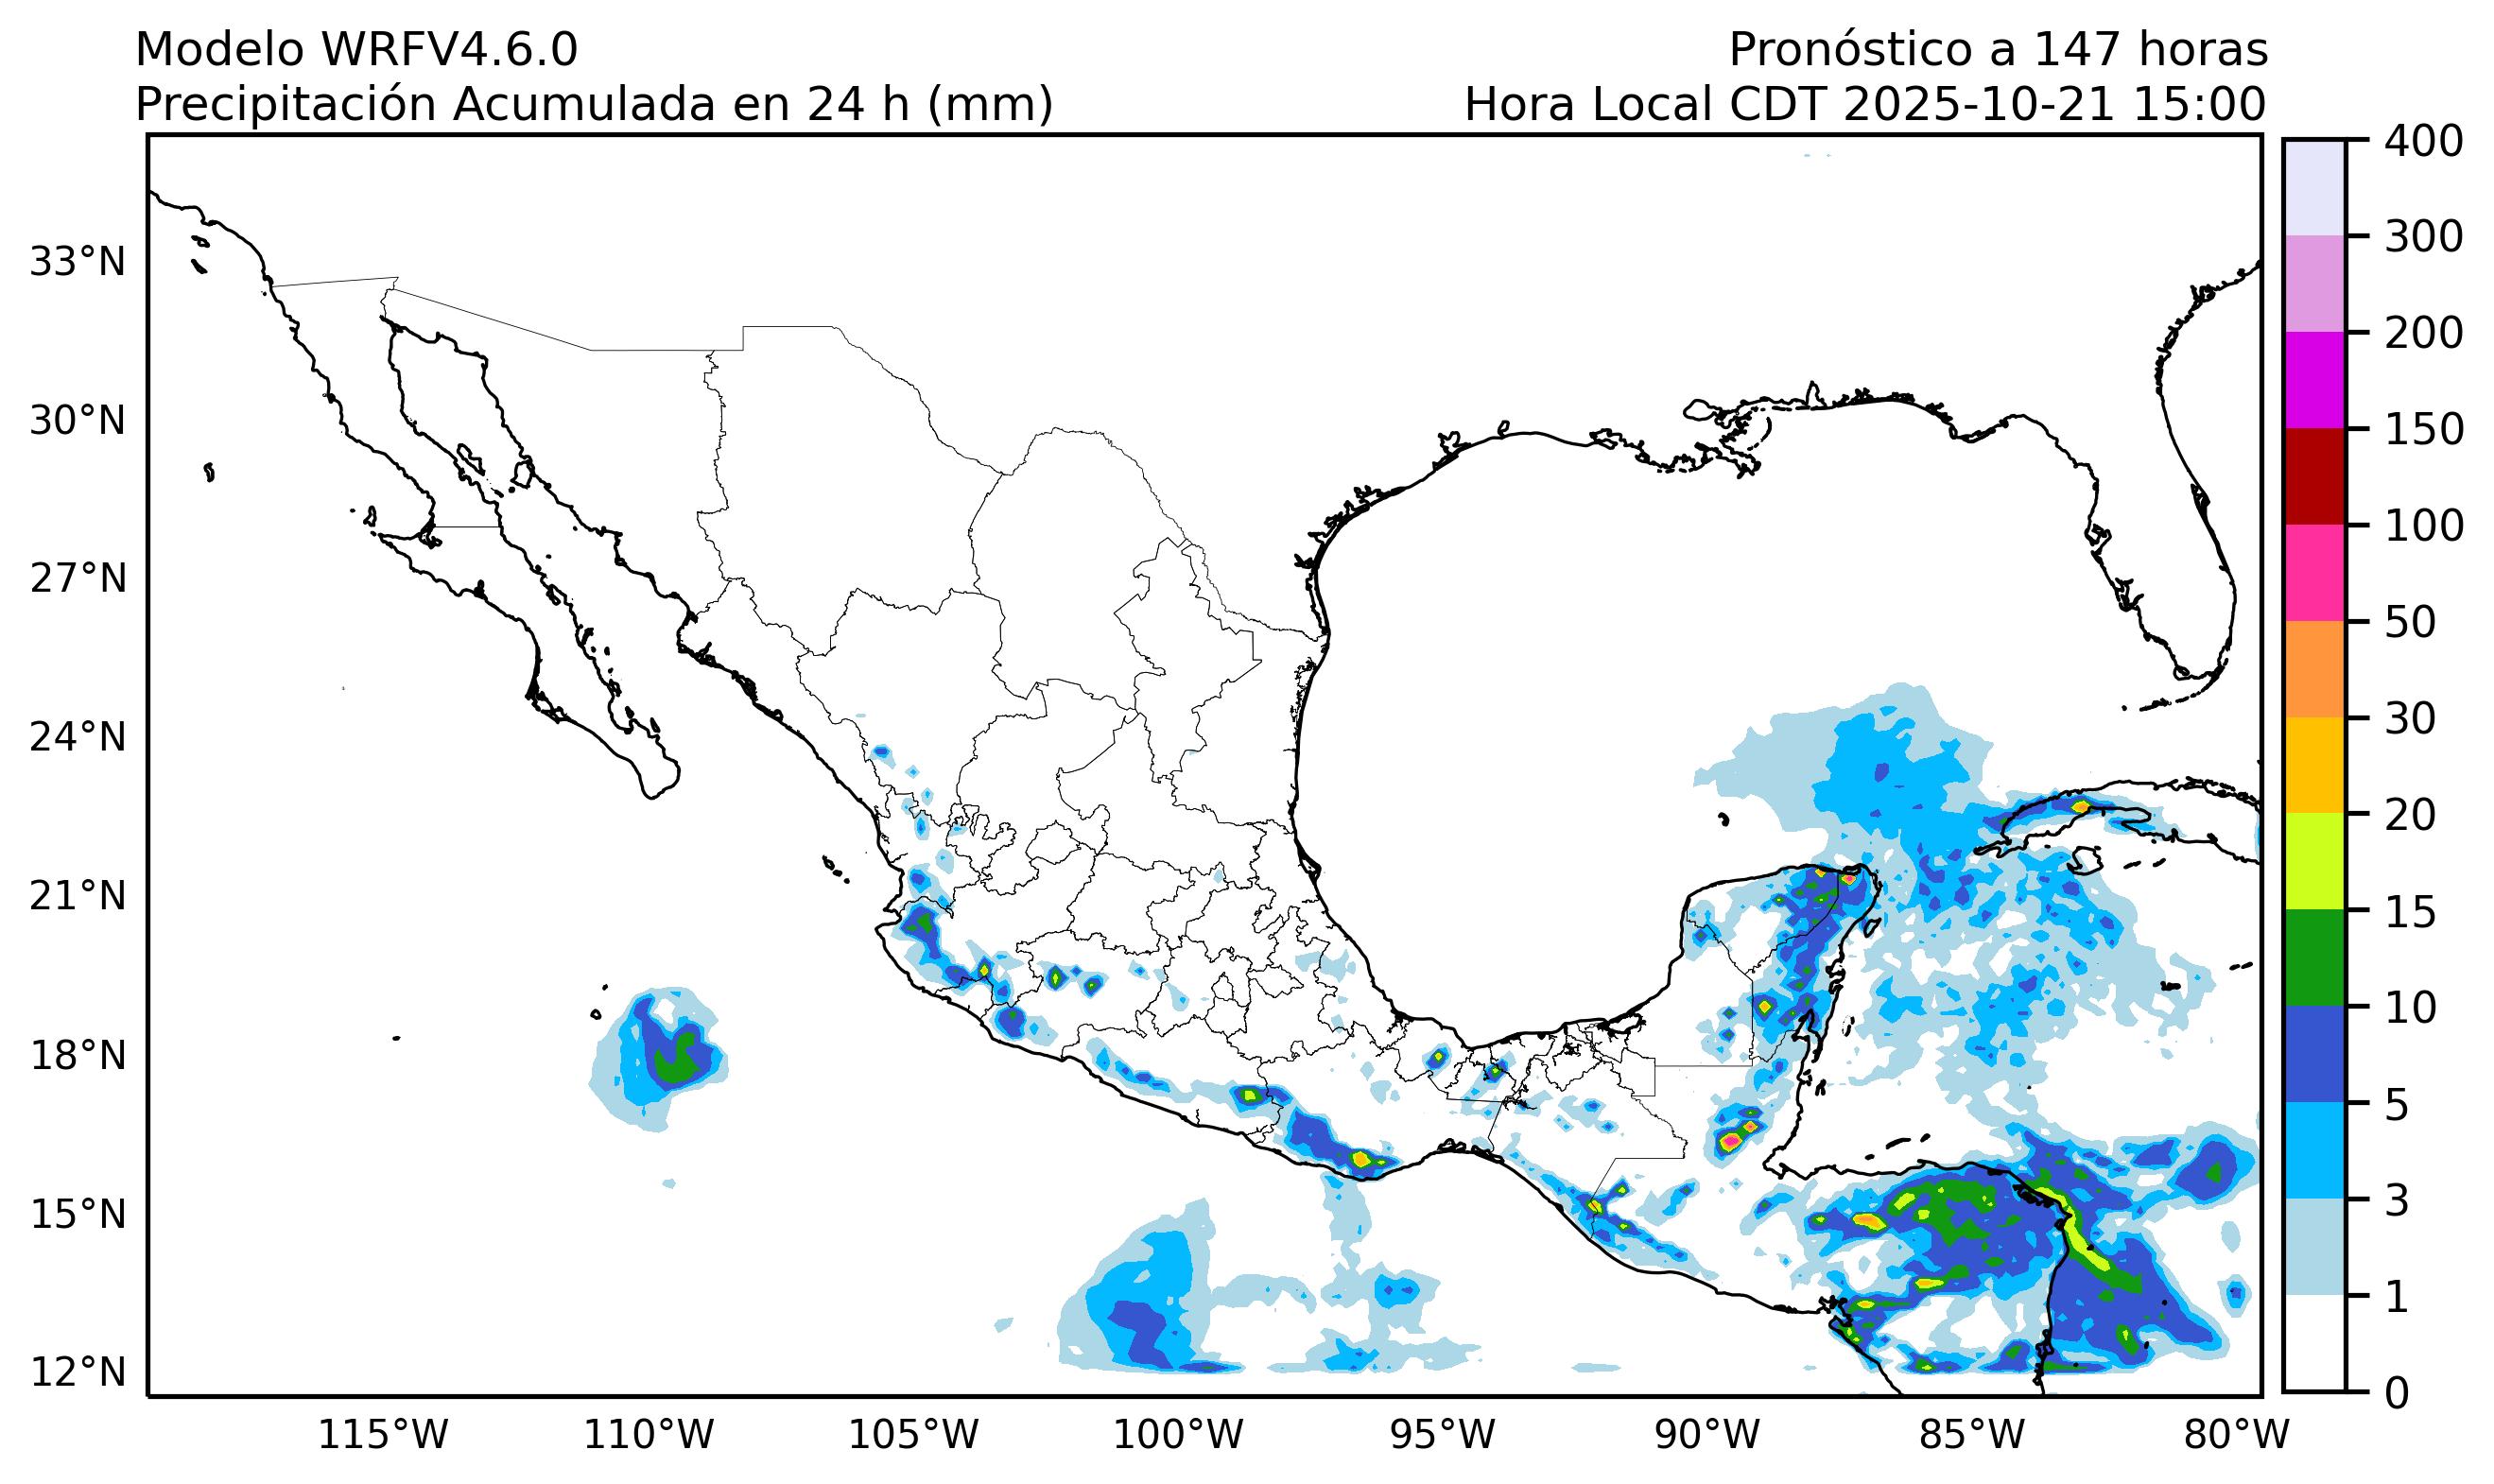 Modelo WRFV4.6.0
Pronóstico a 147 horas
Precipitación Acumulada en 24 h (mm)
Hora Local CDT 2025-10-21 15:00
33°N
30°N
27°N
24°N
21°N
18°N
15°N
12°N
115°W
110°W
105°W
100°W
95°W
90°W
85°W
80°W
400
300
200
150
100
50
30
20
15
10
5
3
1
0